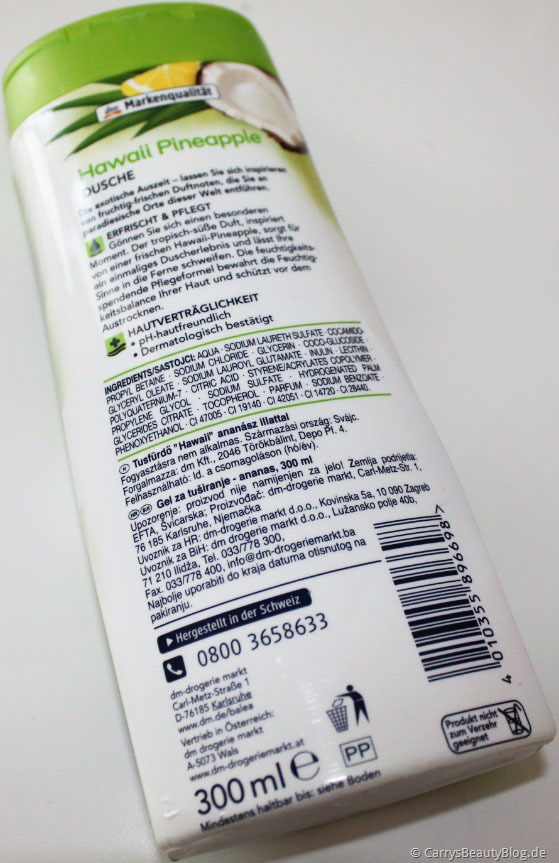 dm Markenqualität
Hawaii Pineapple
DUSCHE
Die exotische Auszeit – lassen Sie sich inspirieren
von fruchtig-frischen Duftnoten, die Sie an
paradiesische Orte dieser Welt entführen.
ERFRISCHT & PFLEGT
Gönnen Sie sich einen besonderen
Moment. Der tropisch-süße Duft, inspiriert
von einer frischen Hawaii-Pineapple, sorgt für
ein einmaliges Duscherlebnis und lässt Ihre
Sinne in die Ferne schweifen. Die feuchtigkeits-
spendende Pflegeformel bewahrt die Feuchtig-
keitsbalance Ihrer Haut und schützt vor dem
Austrocknen.
HAUTVERTRÄGLICHKEIT
• pH-hautfreundlich
• Dermatologisch bestätigt
INGREDIENTS/SASTOJCI: AQUA · SODIUM LAURETH SULFATE · COCAMIDO-
PROPYL BETAINE · SODIUM CHLORIDE · GLYCERIN · COCO-GLUCOSIDE ·
GLYCERYL OLEATE · SODIUM LAUROYL GLUTAMATE · INULIN · LECITHIN ·
POLYQUATERNIUM-7 · CITRIC ACID · STYRENE/ACRYLATES COPOLYMER ·
PROPYLENE GLYCOL · SODIUM SULFATE · HYDROGENATED PALM
GLYCERIDES CITRATE · TOCOPHEROL · PARFUM · SODIUM BENZOATE ·
PHENOXYETHANOL · CI 47005 · CI 19140 · CI 42051 · CI 14720 · CI 28440.
Tusfürdő "Hawaii" ananász illattal
Fogyasztásra nem alkalmas. Származási ország: Svájc.
Forgalmazza: dm Kft., 2046 Törökbálint, Depo Pf. 4.
Felhasználható: ld. a csomagoláson (hó/év).
Gel za tuširanje - ananas, 300 ml
Upozorenje: proizvod nije namijenjen za jelo! Zemlja podrijetla:
EFTA, Švicarska; Proizvođač: dm-drogerie markt, Carl-Metz-Str. 1,
76 185 Karlsruhe, Njemačka
Uvoznik za HR: dm-drogerie markt d.o.o., Kovinska 5a, 10 090 Zagreb
Uvoznik za BiH: dm drogerie markt d.o.o., Lužansko polje 40b,
71 210 Ilidža, Tel. 033/778 300,
Fax. 033/778 400, info@dm-drogeriemarkt.ba
Najbolje uporabiti do kraja datuma otisnutog na
pakiranju.
Hergestellt in der Schweiz
0800 3658633
dm-drogerie markt
Carl-Metz-Straße 1
D-76185 Karlsruhe
www.dm.de/balea
Vertrieb in Österreich:
dm drogerie markt
A-5073 Wals
www.dm-drogeriemarkt.at
PP
300 ml e
Mindestens haltbar bis: siehe Boden
4 010355 896698 >
Produkt nicht
zum Verzehr
geeignet
© CarrysBeautyBlog.de